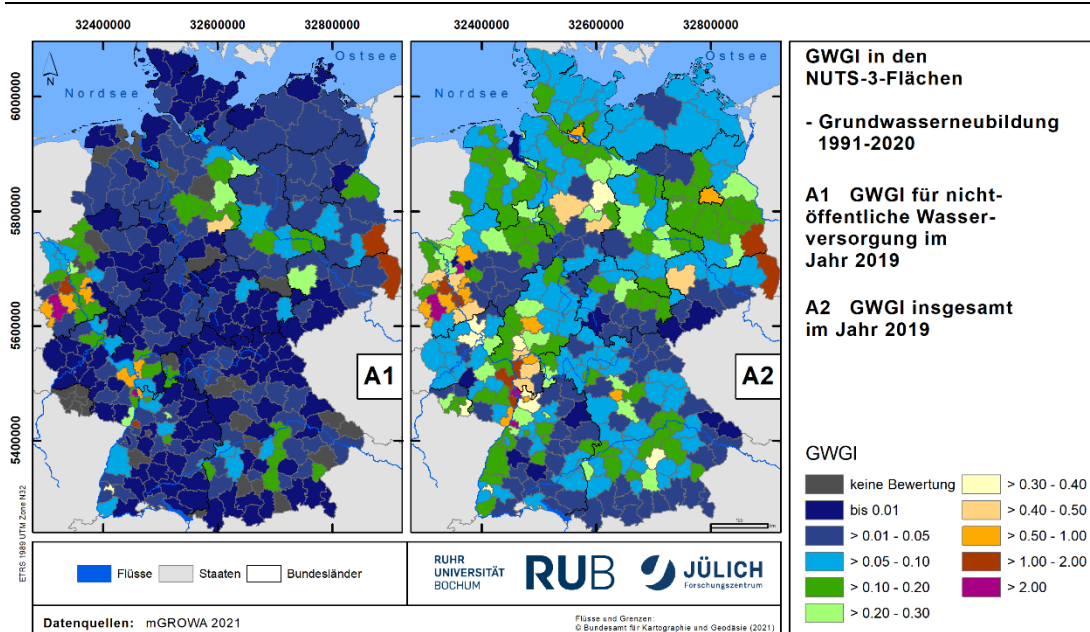 32400000 32600000 32800000 32400000 32600000 32800000
6000000
5800000
5600000
5400000
N
Nordsee
Ostsee
A1
Nordsee
Ostsee
A2
ETRS 1989 UTM Zone N32
GWGI in den
NUTS-3-Flächen
- Grundwasserneubildung
1991-2020
A1 GWGI für nicht-
öffentliche Wasser-
versorgung im
Jahr 2019
A2 GWGI insgesamt
im Jahr 2019
GWGI
keine Bewertung
bis 0.01
> 0.01 - 0.05
> 0.05 - 0.10
> 0.10 - 0.20
> 0.20 - 0.30
> 0.30 - 0.40
> 0.40 - 0.50
> 0.50 - 1.00
> 1.00 - 2.00
> 2.00
Flüsse Staaten Bundesländer
RUHR
UNIVERSITÄT
BOCHUM
RUB
JÜLICH
Forschungszentrum
Datenquellen: mGROWA 2021
Flüsse und Grenzen:
© Bundesamt für Kartographie und Geodäsie (2021)